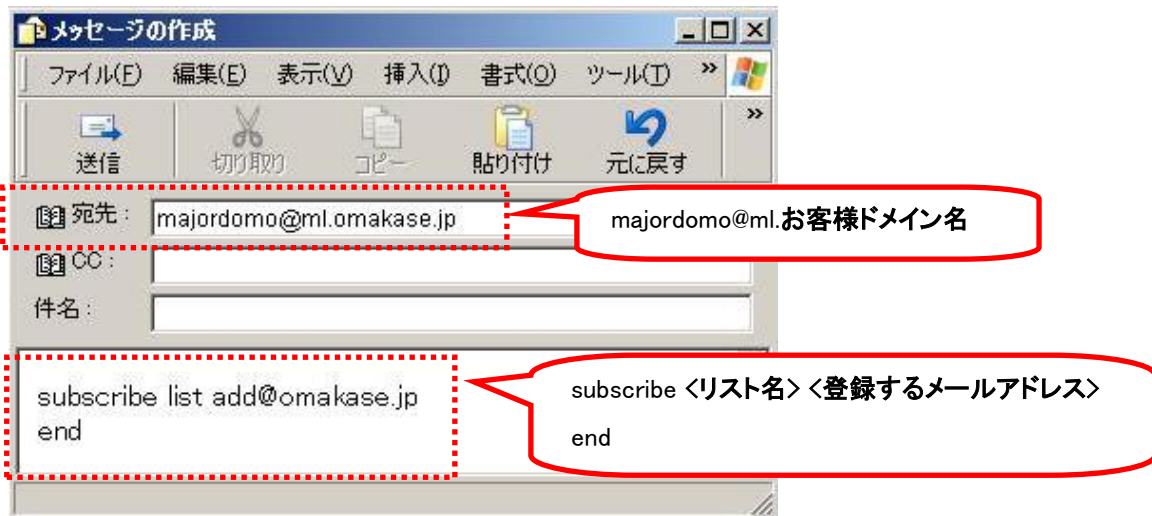 メッセージの作成
ファイル(F) 編集(E) 表示(V) 挿入(I) 書式(O) ツール(T) »
送信 切り取り コピー 貼り付け 元に戻す »
宛先: majordomo@ml.omakase.jp
majordomo@ml.お客様ドメイン名
CC:
件名:
subscribe list add@omakase.jp
end
subscribe <リスト名> <登録するメールアドレス>
end